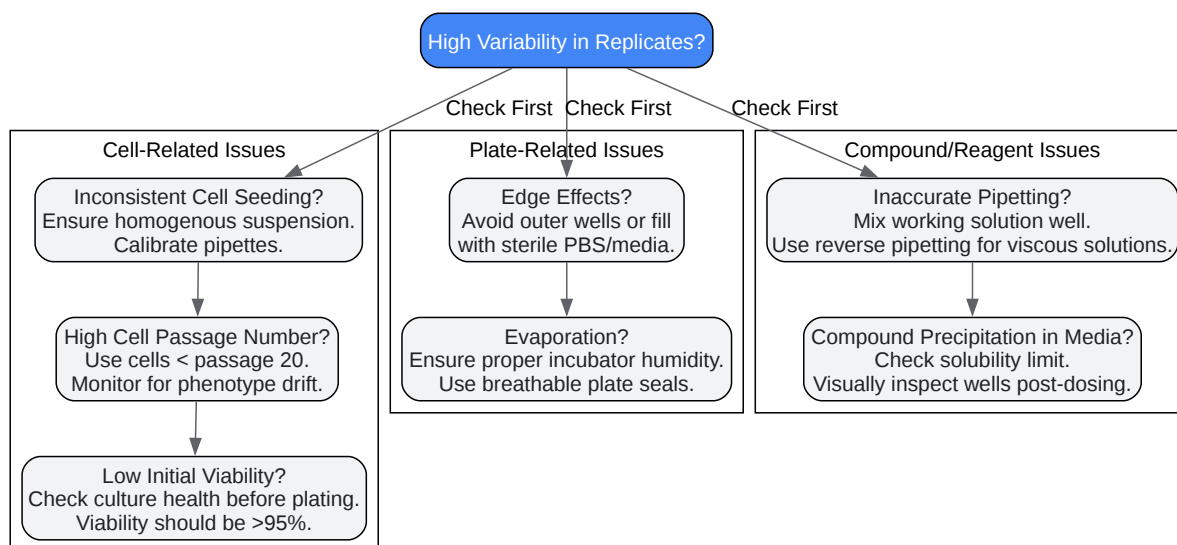 High Variability in Replicates?
Check First
Check First
Check First
Cell-Related Issues
Inconsistent Cell Seeding?
Ensure homogenous suspension.
Calibrate pipettes.
High Cell Passage Number?
Use cells < passage 20.
Monitor for phenotype drift.
Low Initial Viability?
Check culture health before plating.
Viability should be >95%.
Plate-Related Issues
Edge Effects?
Avoid outer wells or fill
with sterile PBS/media.
Evaporation?
Ensure proper incubator humidity.
Use breathable plate seals.
Compound/Reagent Issues
Inaccurate Pipetting?
Mix working solution well.
Use reverse pipetting for viscous solutions.
Compound Precipitation in Media?
Check solubility limit.
Visually inspect wells post-dosing.